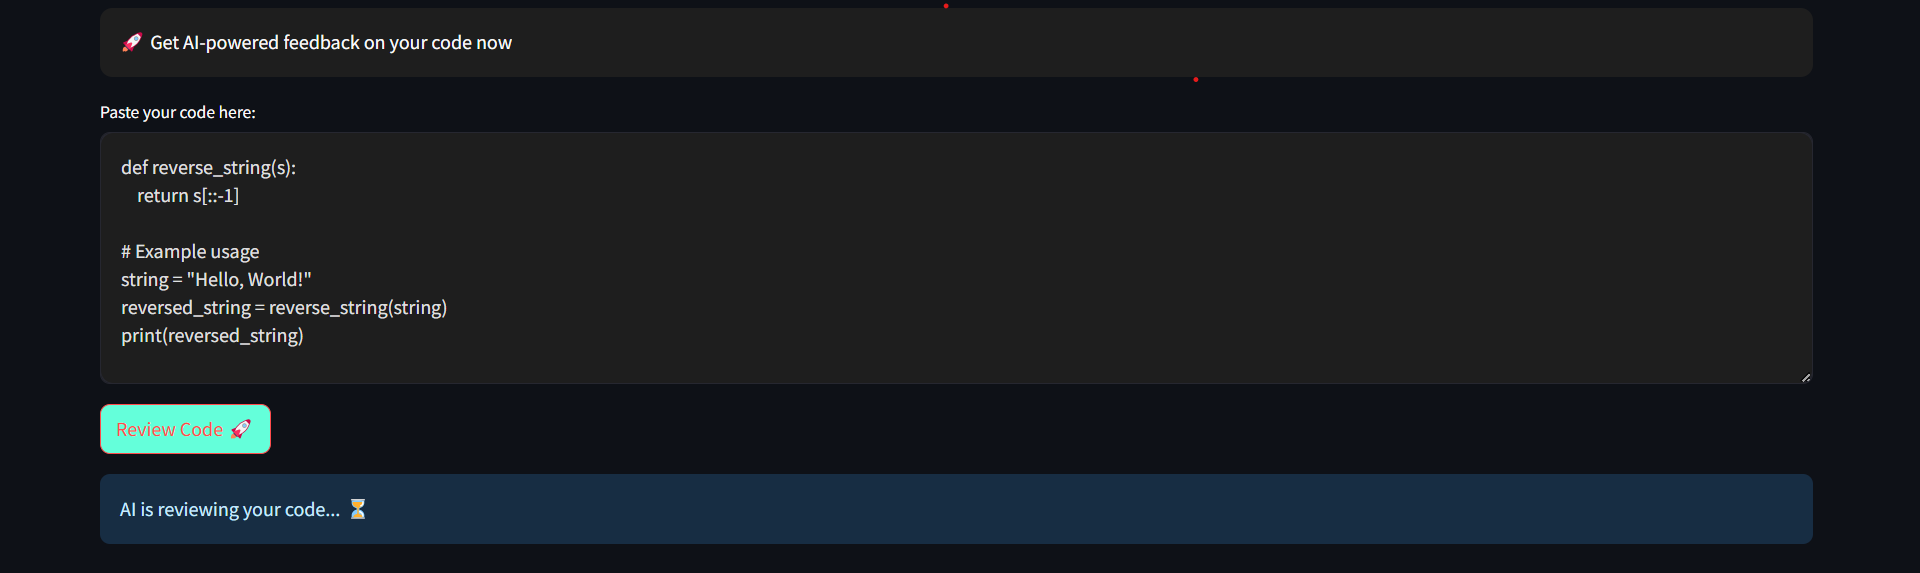 🚀 Get AI-powered feedback on your code now
Paste your code here:
def reverse_string(s):
    return s[::-1]

# Example usage
string = "Hello, World!"
reversed_string = reverse_string(string)
print(reversed_string)
Review Code 🚀
AI is reviewing your code... ⏳